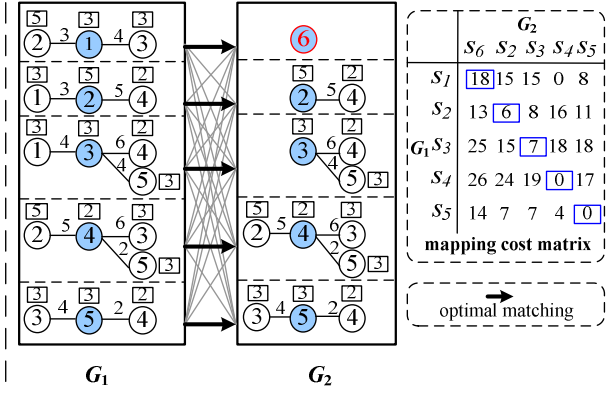 5 3 3
2 3 1 4 3
3 5 2
1 3 2 5 4
3 3 2
1 4 3 6 4
4 5 3
5 2 3
2 5 4 6 3
2 5 3
3 3 2
3 4 5 2 4
G1
6
5 2
2 5 4
3 2
3 6 4
4 5 3
5 2 3
2 5 4 6 3
2 5 3
3 3 2
3 4 5 2 4
G2
G2
S6 S2 S3 S4 S5
S1 18 15 15 0 8
S2 13 6 8 16 11
G1 S3 25 15 7 18 18
S4 26 24 19 0 17
S5 14 7 7 4 0
mapping cost matrix
optimal matching